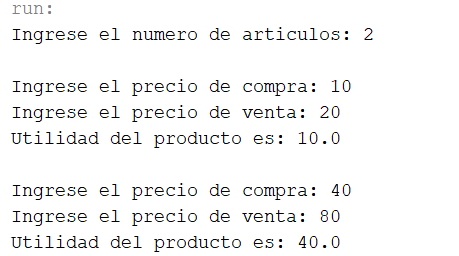 run:
Ingrese el numero de articulos: 2
Ingrese el precio de compra: 10
Ingrese el precio de venta: 20
Utilidad del producto es: 10.0
Ingrese el precio de compra: 40
Ingrese el precio de venta: 80
Utilidad del producto es: 40.0